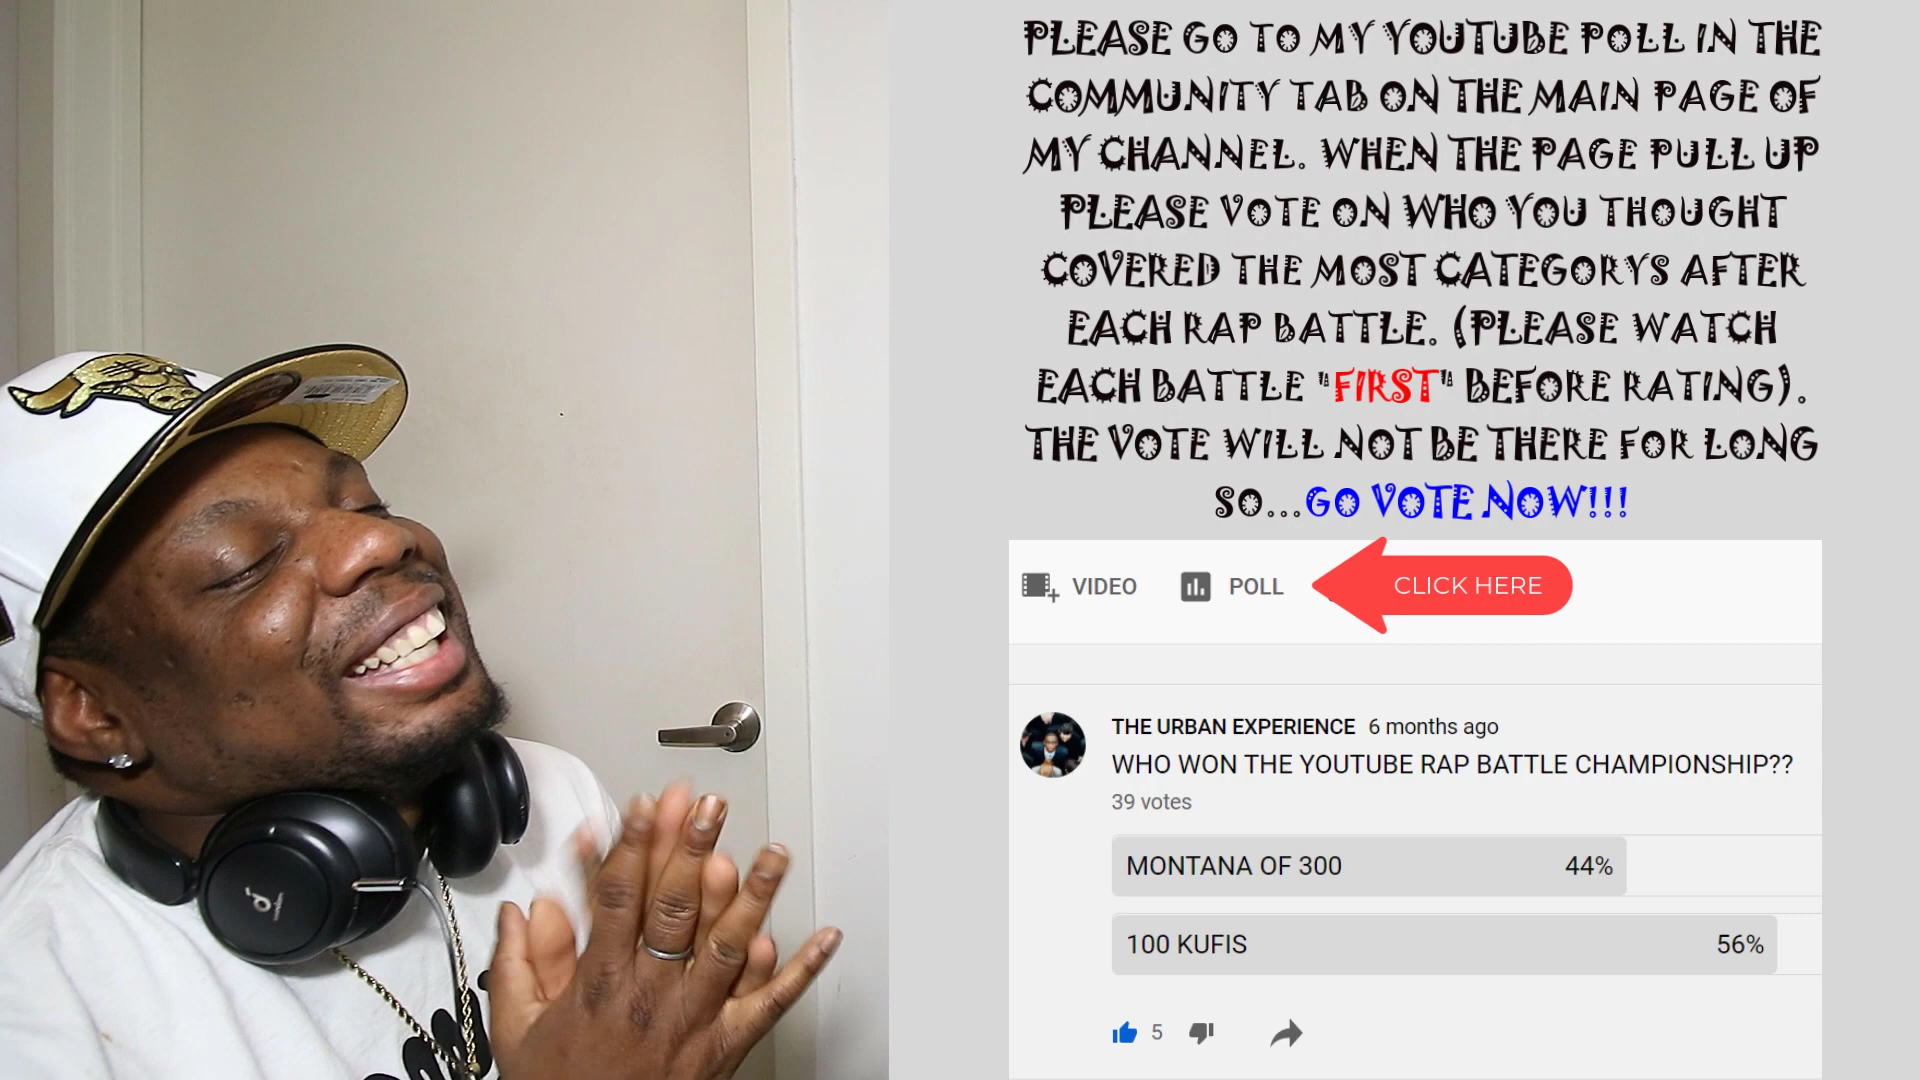 PLEASE GO TO MY YOUTUBE POLL IN THE
COMMUNITY TAB ON THE MAIN PAGE OF
MY CHANNEL. WHEN THE PAGE PULL UP
PLEASE VOTE ON WHO YOU THOUGHT
COVERED THE MOST CATEGORYS AFTER
EACH RAP BATTLE. (PLEASE WATCH
EACH BATTLE "FIRST" BEFORE RATING).
THE VOTE WILL NOT BE THERE FOR LONG
SO...GO VOTE NOW!!!
VIDEO POLL CLICK HERE
THE URBAN EXPERIENCE 6 months ago
WHO WON THE YOUTUBE RAP BATTLE CHAMPIONSHIP??
39 votes
MONTANA OF 300 44%
100 KUFIS 56%
5